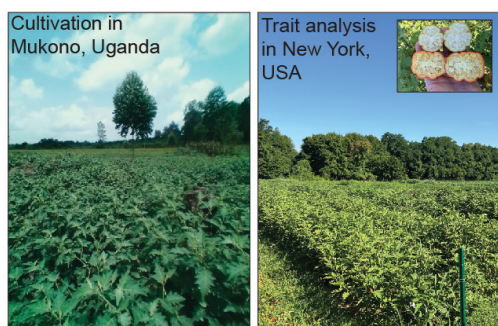 Cultivation in
Mukono, Uganda
Trait analysis
in New York,
USA